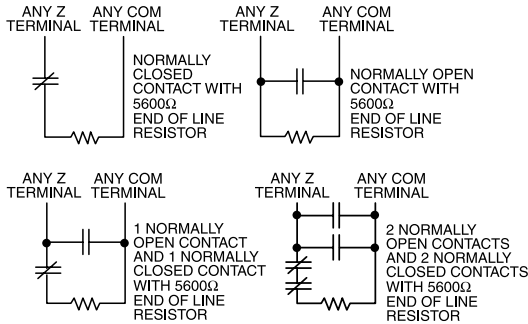 ANY Z
TERMINAL
ANY COM
TERMINAL
NORMALLY
CLOSED
CONTACT WITH
5600Ω
END OF LINE
RESISTOR
ANY Z
TERMINAL
ANY COM
TERMINAL
NORMALLY OPEN
CONTACT WITH
5600Ω
END OF LINE
RESISTOR
ANY Z
TERMINAL
ANY COM
TERMINAL
1 NORMALLY
OPEN CONTACT
AND 1 NORMALLY
CLOSED CONTACT
WITH 5600Ω
END OF LINE
RESISTOR
ANY Z
TERMINAL
ANY COM
TERMINAL
2 NORMALLY
OPEN CONTACTS
AND 2 NORMALLY
CLOSED CONTACTS
WITH 5600Ω
END OF LINE
RESISTOR